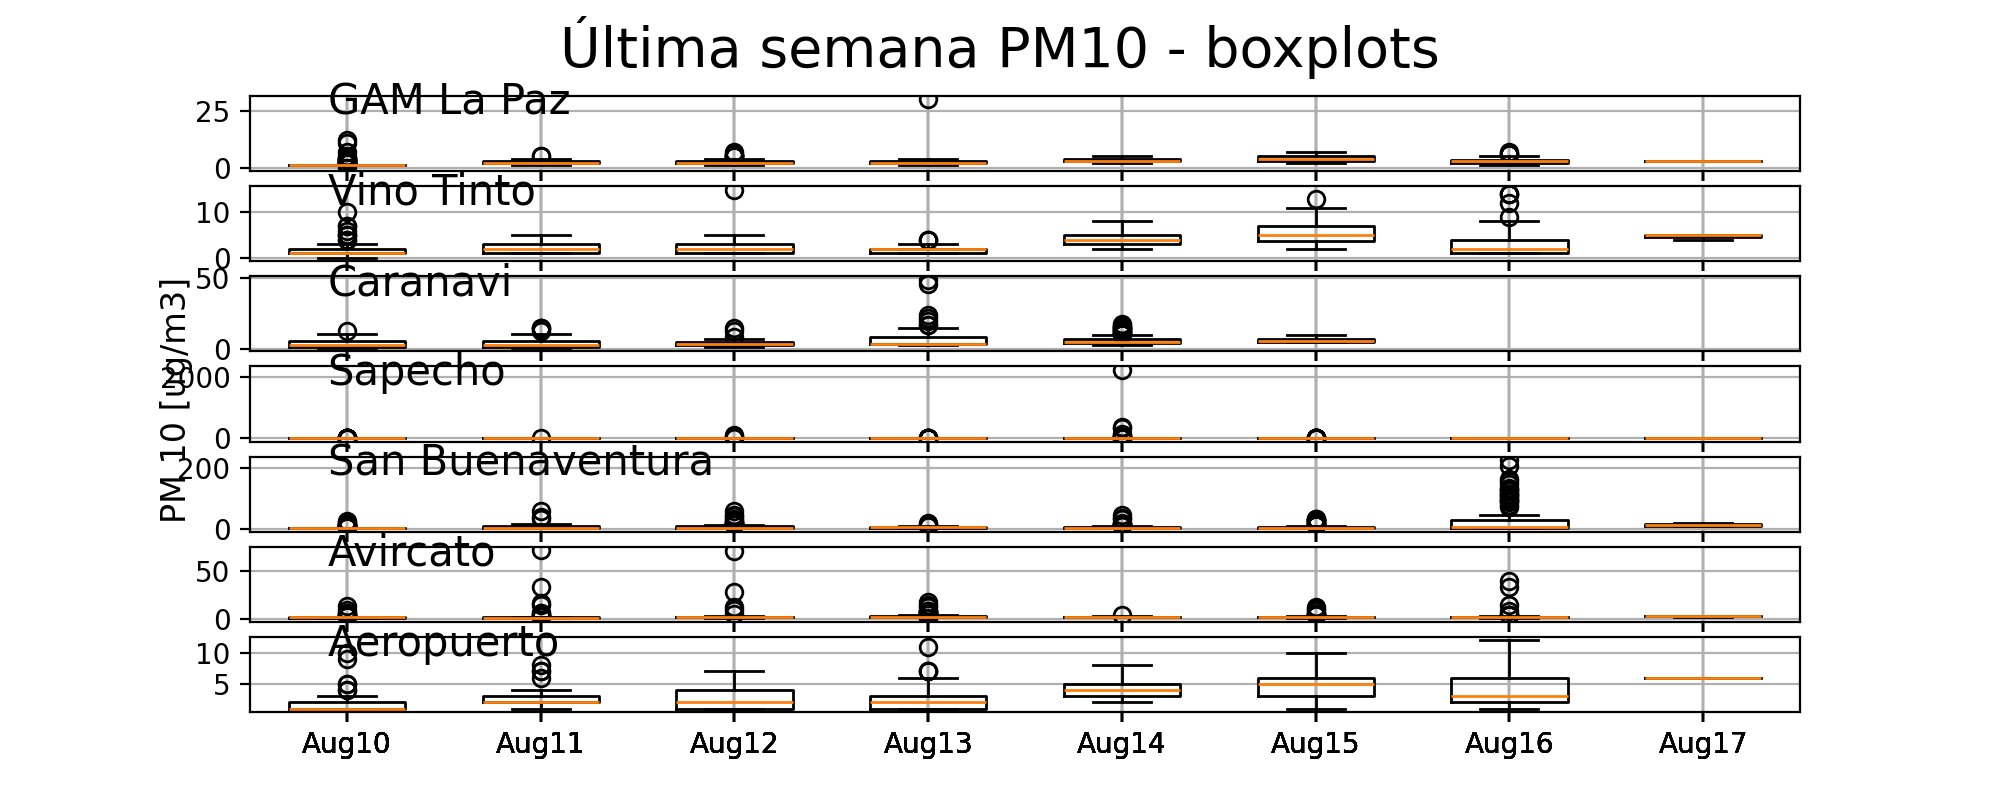 Última semana PM10 - boxplots
GAM La Paz
25
0
Vino Tinto
10
0
Caranavi
50
0
PM 10 [ug/m3]
Sapecho
2000
0
San Buenaventura
200
0
Avircato
50
0
Aeropuerto
10
5
Aug10 Aug11 Aug12 Aug13 Aug14 Aug15 Aug16 Aug17